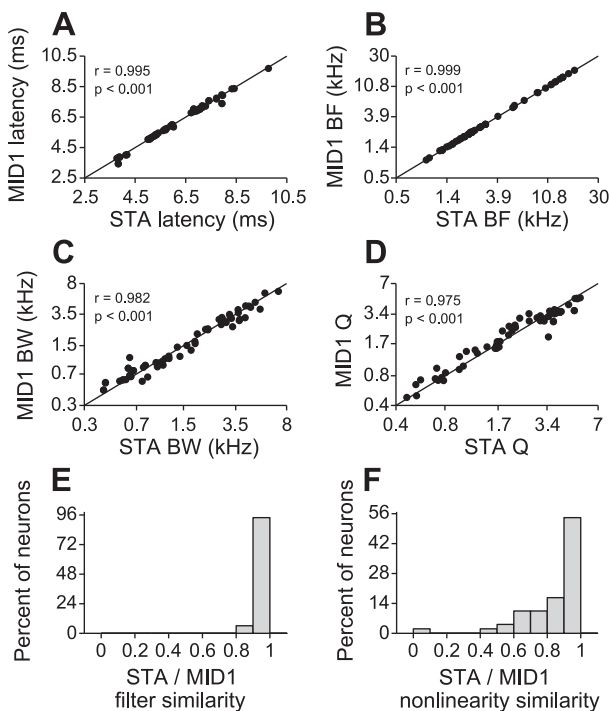 A
MID1 latency (ms)
10.5
8.5
6.5
4.5
2.5
r = 0.995
p < 0.001
2.5 4.5 6.5 8.5 10.5
STA latency (ms)
B
MID1 BF (kHz)
30
10.8
3.9
1.4
0.5
r = 0.999
p < 0.001
0.5 1.4 3.9 10.8 30
STA BF (kHz)
C
MID1 BW (kHz)
8
3.5
1.5
0.7
0.3
r = 0.982
p < 0.001
0.3 0.7 1.5 3.5 8
STA BW (kHz)
D
MID1 Q
7
3.4
1.7
0.8
0.4
r = 0.975
p < 0.001
0.4 0.8 1.7 3.4 7
STA Q
E
Percent of neurons
96
72
48
24
0
0 0.2 0.4 0.6 0.8 1
STA / MID1
filter similarity
F
Percent of neurons
56
42
28
14
0
0 0.2 0.4 0.6 0.8 1
STA / MID1
nonlinearity similarity